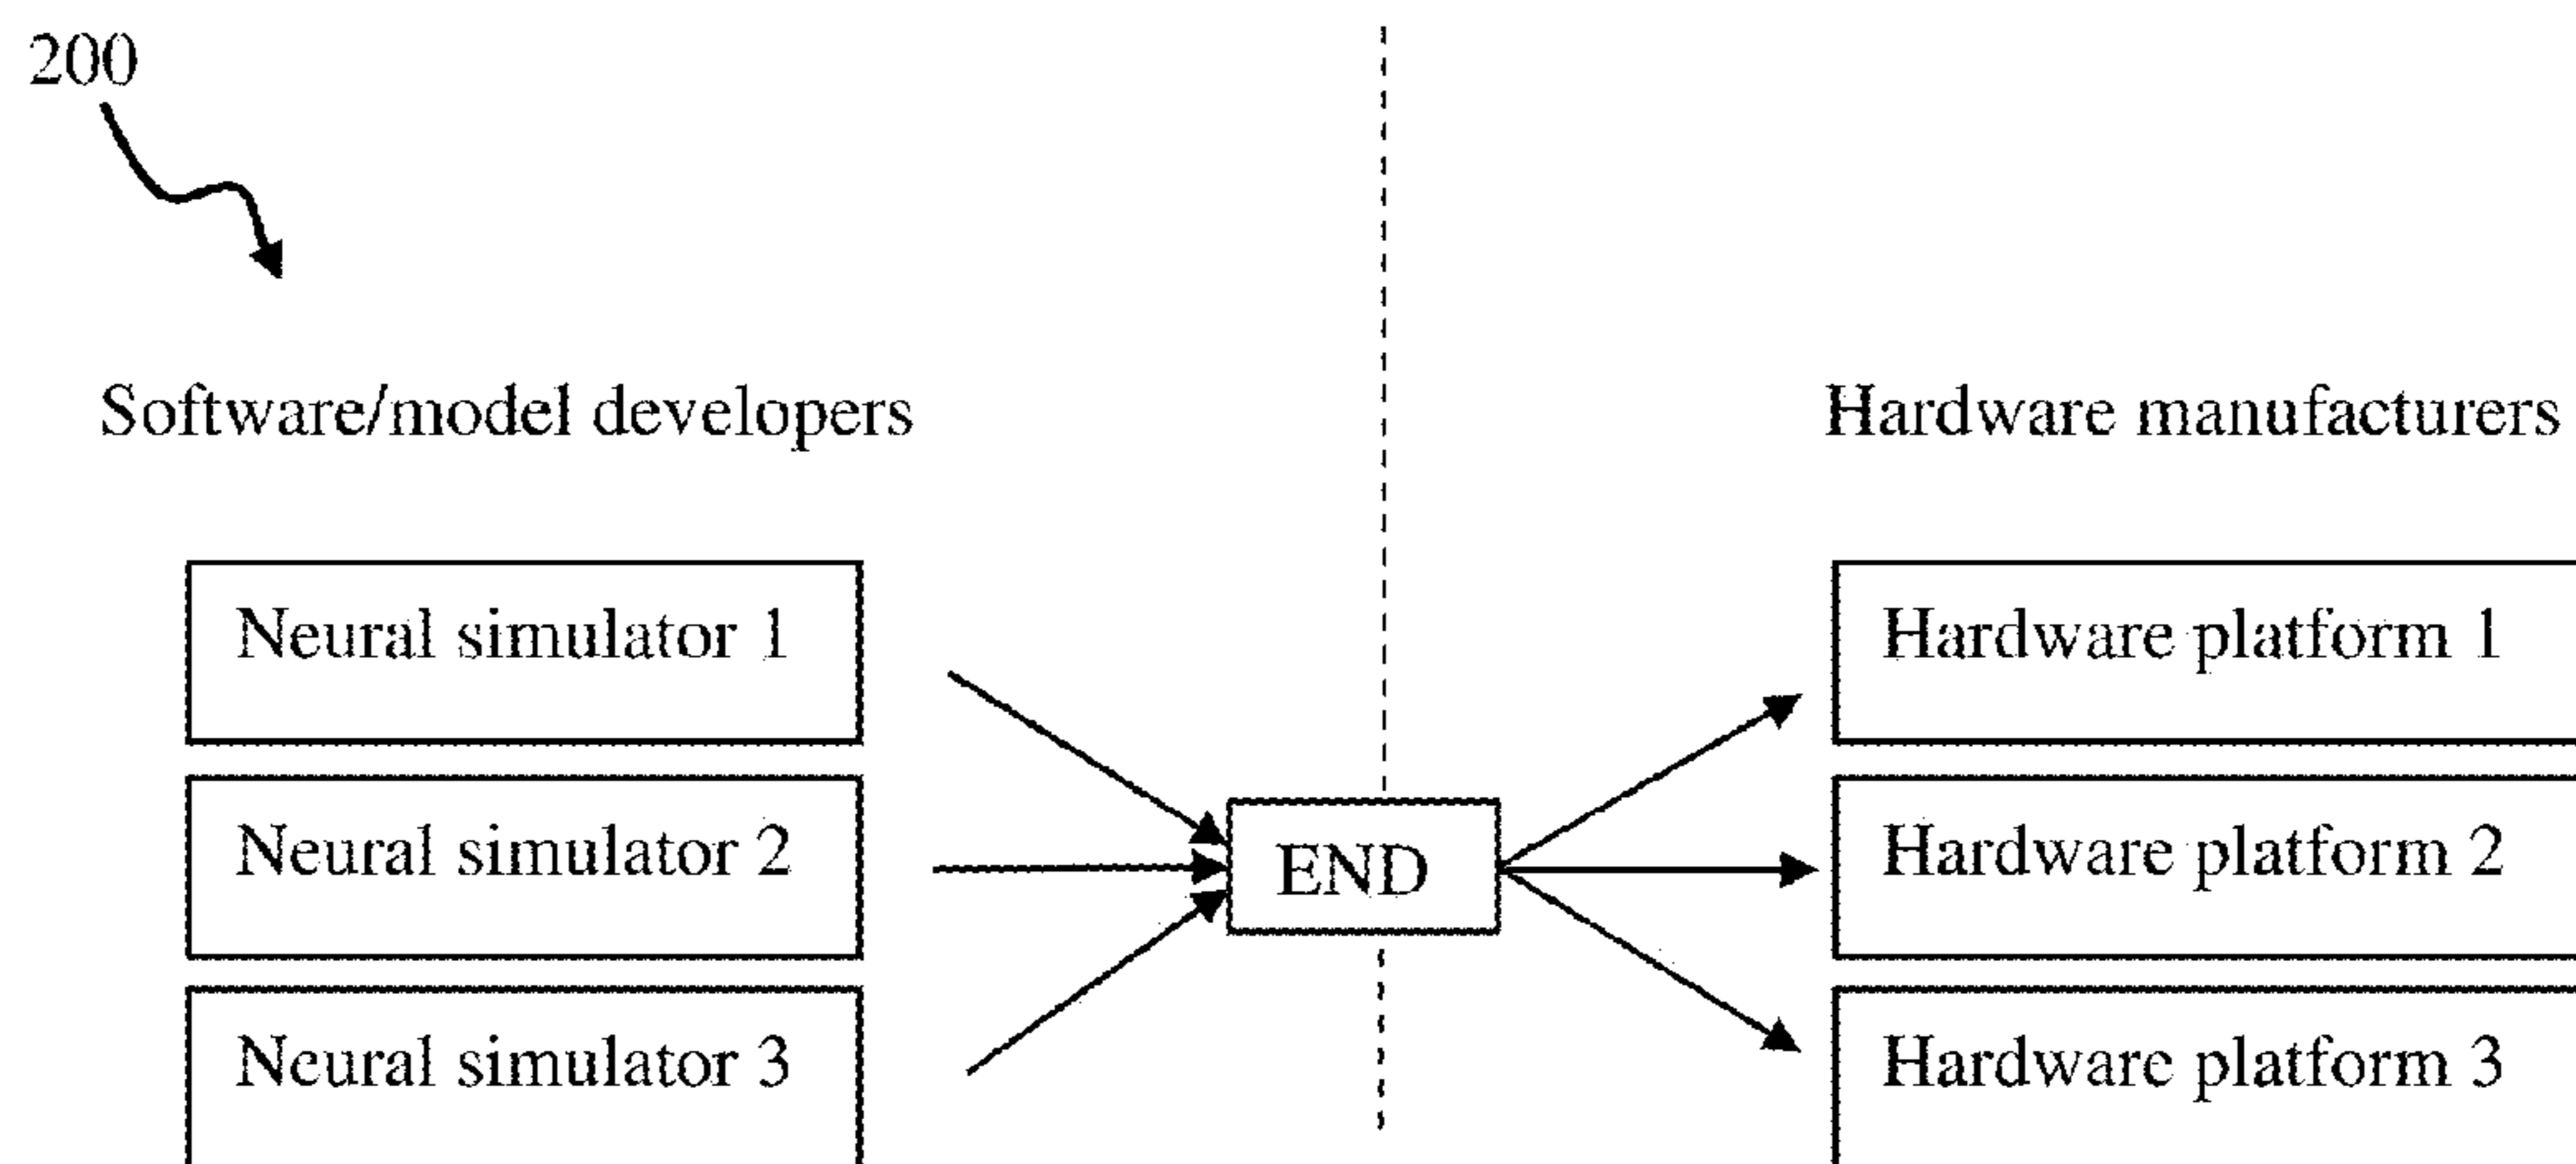 200
Software/model developers
Hardware manufacturers
Neural simulator 1
Hardware platform 1
Neural simulator 2
END
Hardware platform 2
Neural simulator 3
Hardware platform 3